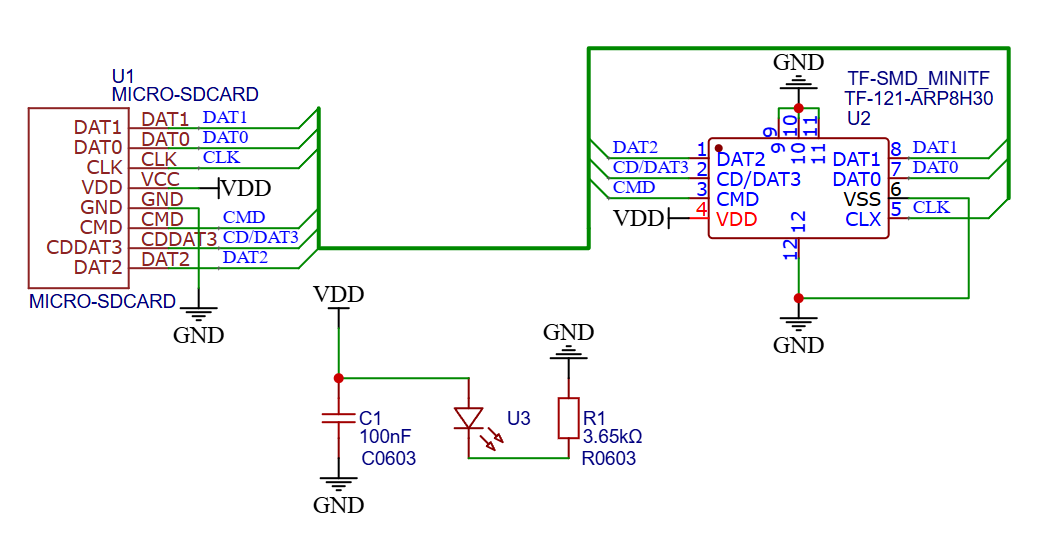 U1
MICRO-SDCARD
DAT1 DAT1 DAT1
DAT0 DAT0 DAT0
CLK CLK CLK
VDD VCC VDD
GND GND
CMD CMD CMD
CDDAT3 CDDAT3 CD/DAT3
DAT2 DAT2 DAT2
MICRO-SDCARD
GND
GND
TF-SMD_MINITF
TF-121-ARP8H30
U2
9 10 11
9 10 11
DAT2 1 DAT2 DAT1 8 DAT1
CD/DAT3 2 CD/DAT3 DAT0 7 DAT0
CMD 3 CMD VSS 6
VDD 4 VDD CLX 5 CLK
12
12
GND
VDD
C1
100nF
C0603
GND
U3
GND
R1
3.65kΩ
R0603